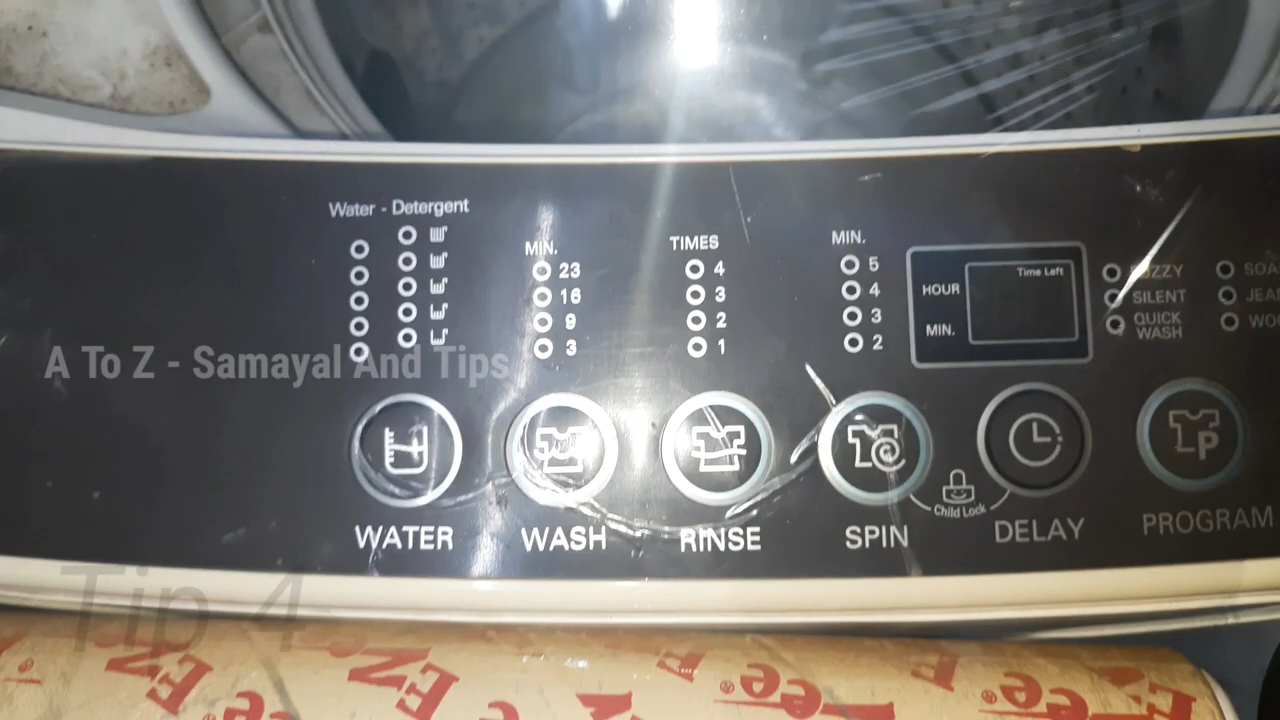 Water - Detergent
MIN.
23
16
9
3
TIMES
4
3
2
1
MIN.
5
4
3
2
HOUR
MIN.
Time Left
FUZZY
SILENT
QUICK
WASH
A To Z - Samayal And Tips
WATER
WASH
RINSE
SPIN
Child Lock
DELAY
P
PROGRAM
Tip 4